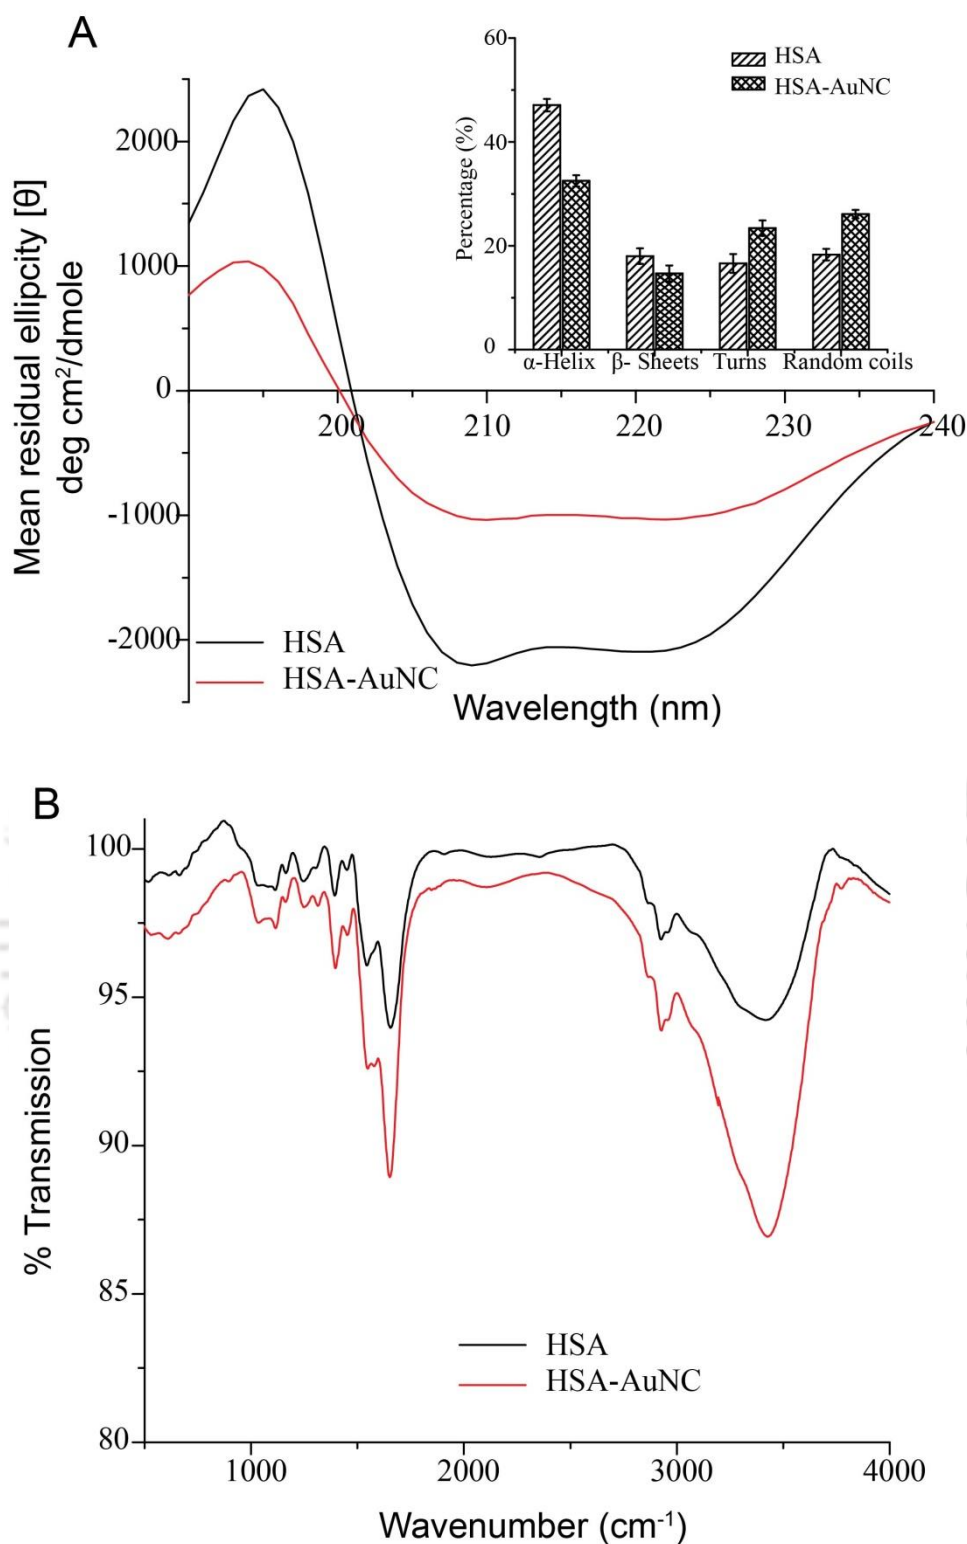 A
Mean residual ellipcity [θ]
deg cm²/dmole
2000
1000
0
-1000
-2000
200
210
220
230
240
Wavelength (nm)
HSA
HSA-AuNC
Percentage (%)
60
40
20
0
HSA
HSA-AuNC
α-Helix
β- Sheets
Turns
Random coils
B
% Transmission
100
95
90
85
80
HSA
HSA-AuNC
1000
2000
3000
4000
Wavenumber (cm⁻¹)